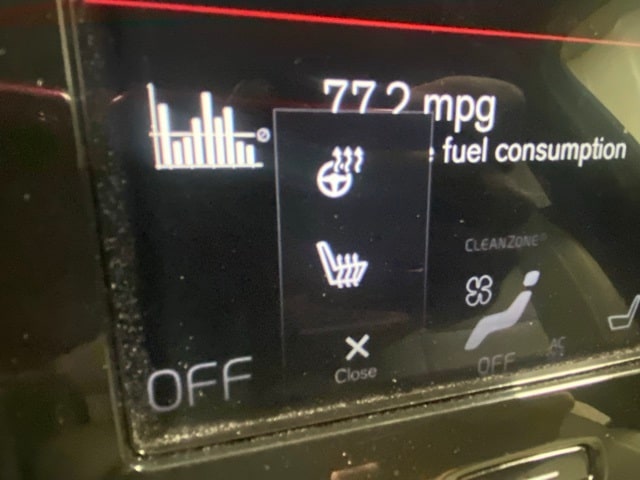 77.2 mpg
fuel consumption
CLEANZONE
OFF
AC
Close
OFF